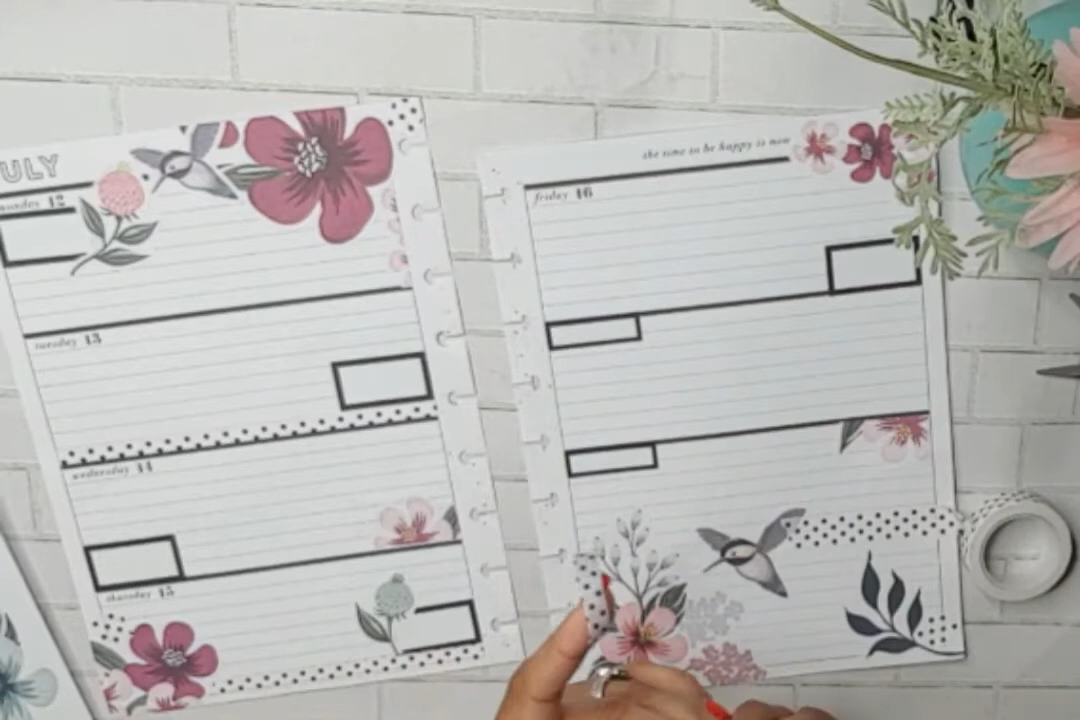 ULY
monday 12
tuesday 13
wednesday 14
thursday 15
the time to be happy is now
friday 16